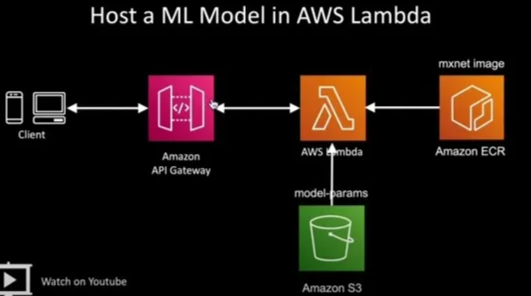 Host a ML Model in AWS Lambda
mxnet image
Client
Amazon
API Gateway
AWS Lambda
Amazon ECR
model-params
Amazon S3
Watch on Youtube